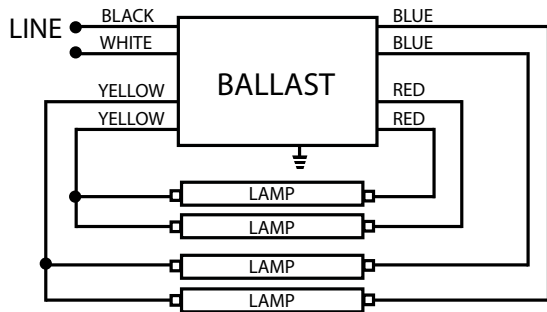 LINE
BLACK
WHITE
YELLOW
YELLOW
BALLAST
BLUE
BLUE
RED
RED
LAMP
LAMP
LAMP
LAMP